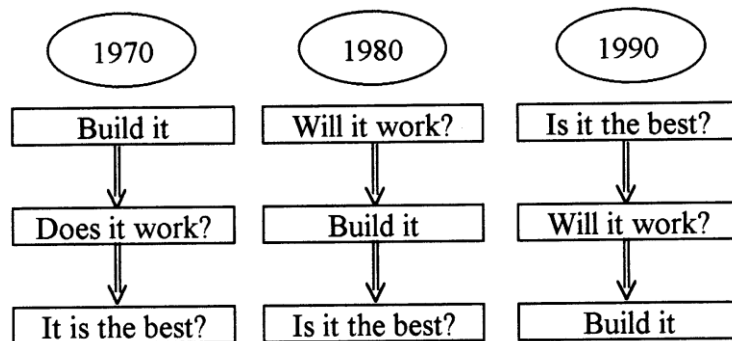 1970
1980
1990
Build it
Will it work?
Is it the best?
Does it work?
Build it
Will it work?
It is the best?
Is it the best?
Build it